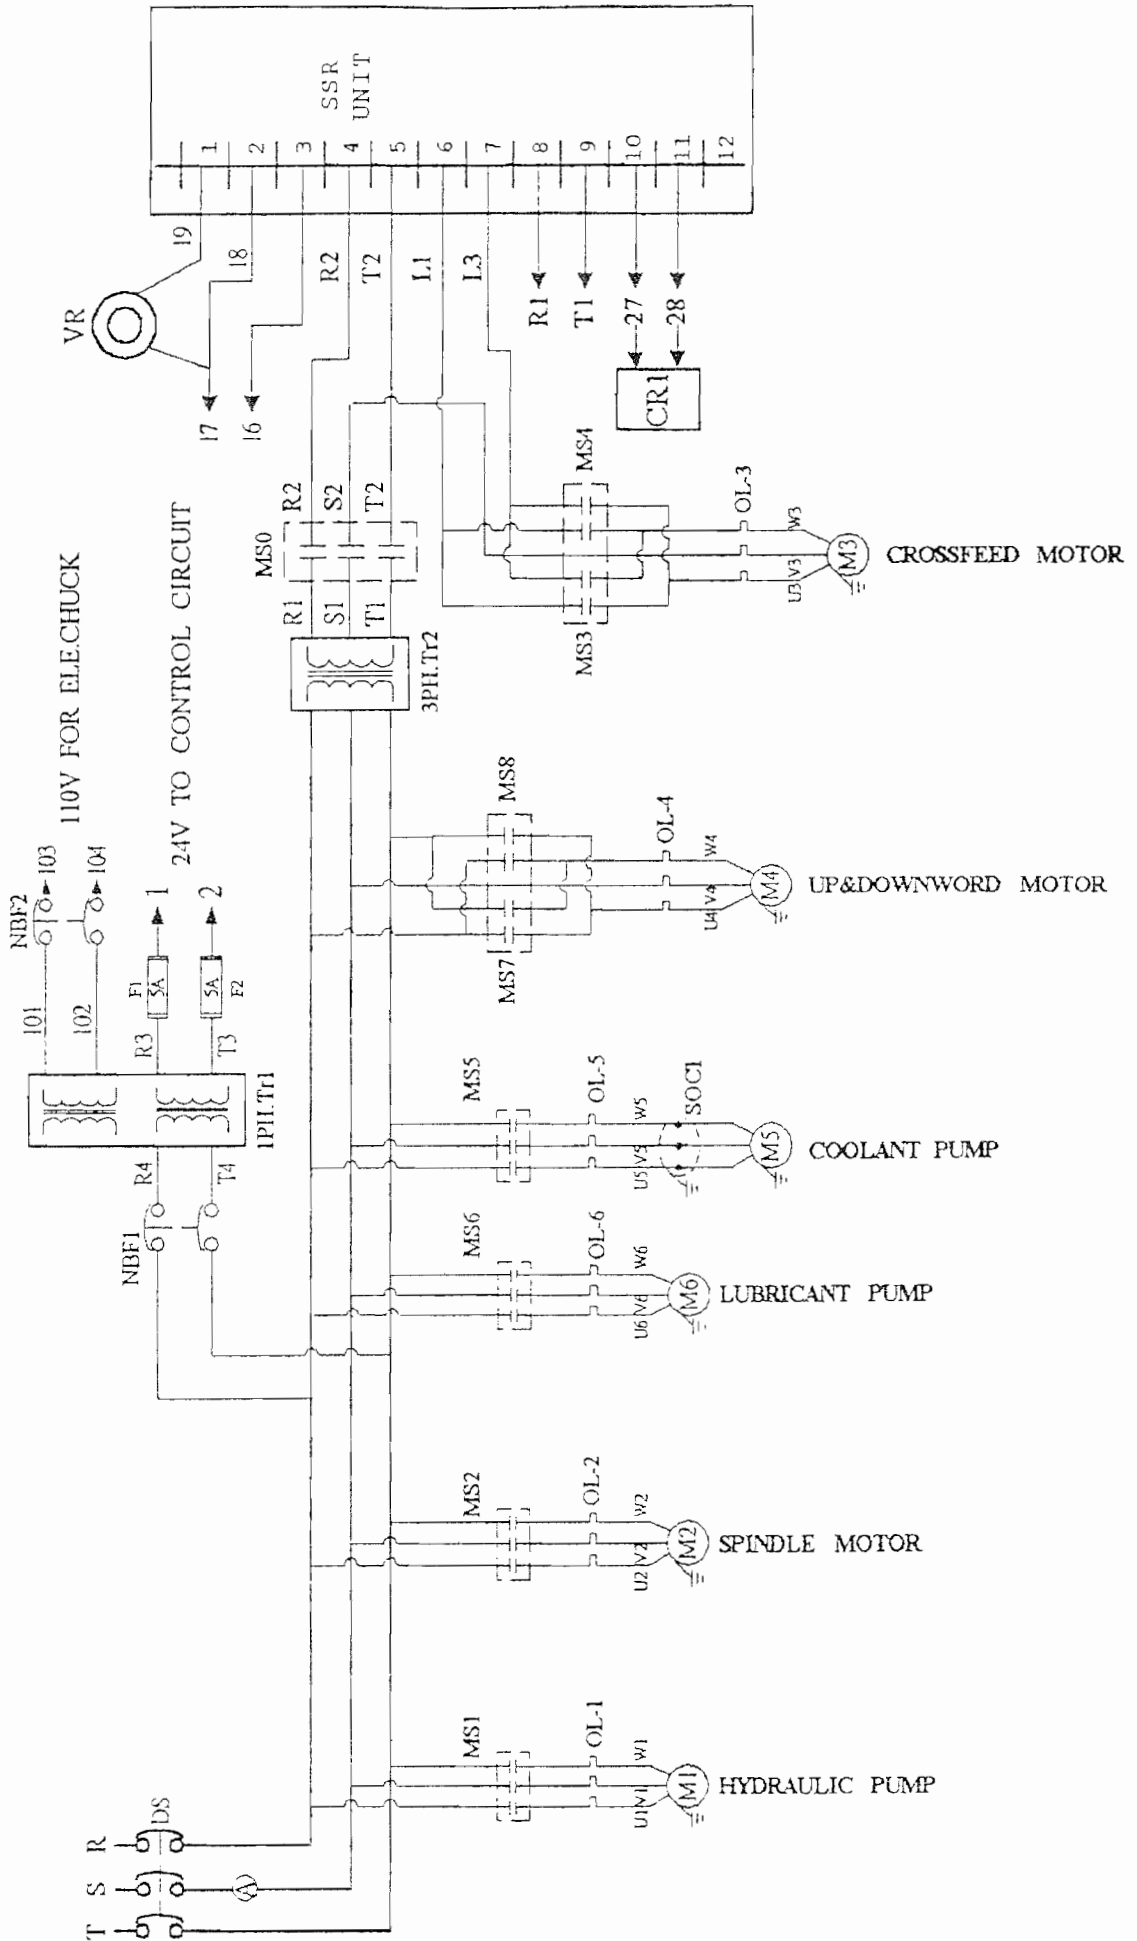 SSR
UNIT
1
2
3
4
5
6
7
8
9
10
11
12
19
18
VR
17
16
R2
T2
L1
L3
R1
T1
27
28
CR1
MS0
R2
S2
T2
R1
S1
T1
3PH.Tr2
MS4
MS3
OL-3
U3
V3
W3
M3
CROSSFEED MOTOR
110V FOR ELE.CHUCK
24V TO CONTROL CIRCUIT
NBF2
103
104
1
2
101
102
F1
5A
5A
F2
R3
T3
1PH.Tr1
R4
T4
NBF1
MS8
MS7
OL-4
U4
V4
W4
M4
UP&DOWNWORD MOTOR
MS5
OL-5
U5
V5
W5
SOC1
M5
COOLANT PUMP
MS6
OL-6
U6
V6
W6
M6
LUBRICANT PUMP
MS2
OL-2
U2
V2
W2
M2
SPINDLE MOTOR
MS1
OL-1
U1
V1
W1
M1
HYDRAULIC PUMP
R
S
T
DS
A